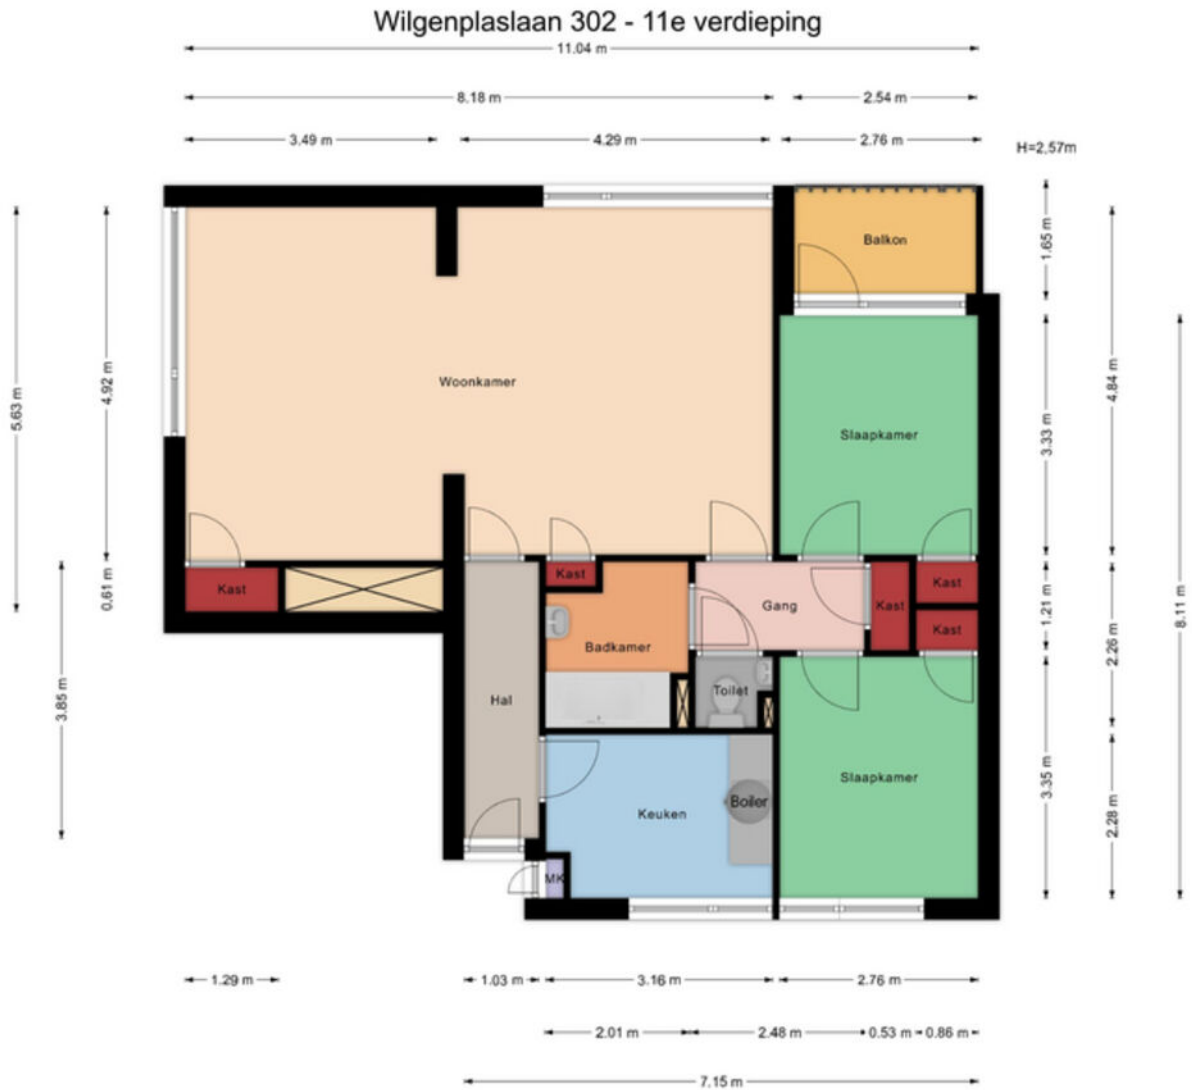 Wilgenplaslaan 302 - 11e verdieping
11.04 m
8.18 m
2.54 m
3.49 m
4.29 m
2.76 m
H=2,57m
Balkon
1.65 m
5.63 m
4.92 m
Woonkamer
4.84 m
Slaapkamer
3.33 m
8.11 m
0.61 m
Kast
Kast
Gang
Kast
Kast
Kast
1.21 m
2.26 m
Badkamer
Toilet
Hal
3.85 m
Slaapkamer
3.35 m
Keuken
Boiler
2.28 m
MK
1.29 m
1.03 m
3.16 m
2.76 m
2.01 m
2.48 m
0.53 m
0.86 m
7.15 m